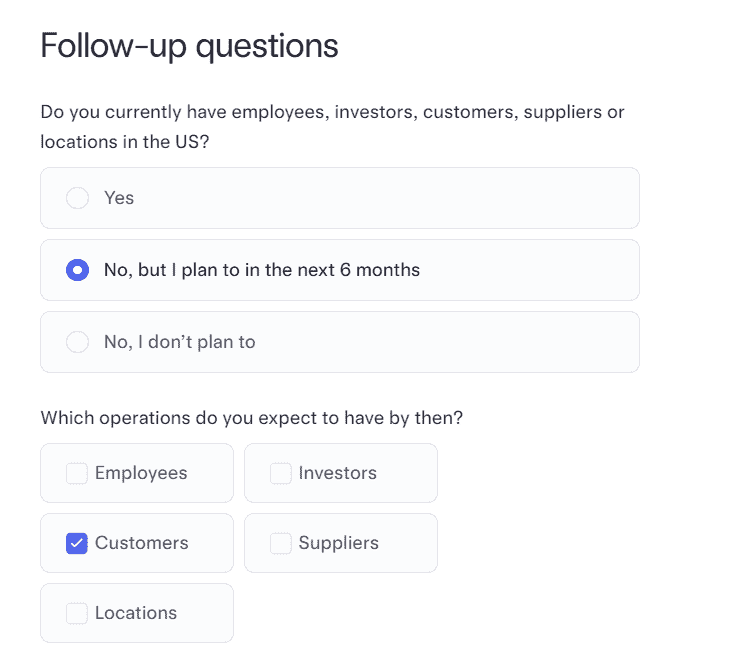 Follow-up questions
Do you currently have employees, investors, customers, suppliers or
locations in the US?
Yes
No, but I plan to in the next 6 months
No, I don’t plan to
Which operations do you expect to have by then?
Employees
Investors
Customers
Suppliers
Locations